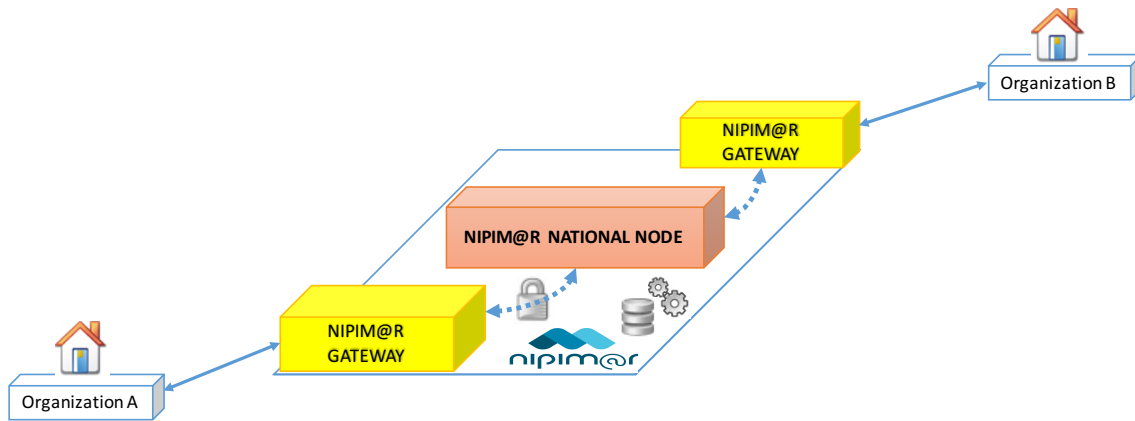 Organization B
NIPIM@R
GATEWAY
NIPIM@R NATIONAL NODE
NIPIM@R
GATEWAY
nipim@r
Organization A